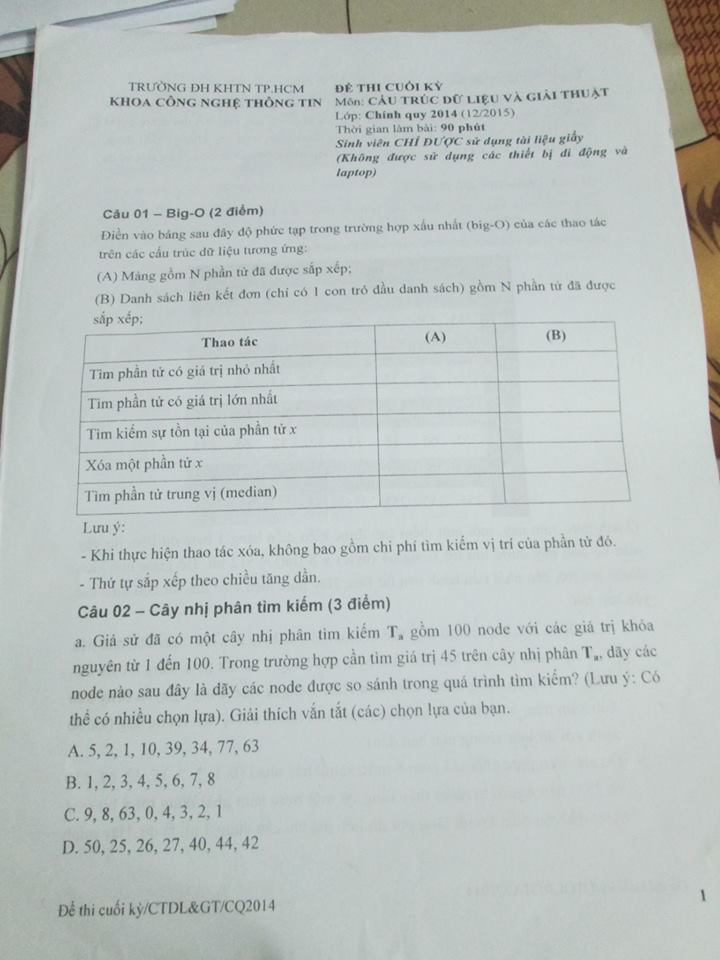 TRƯỜNG ĐH KHTN TP.HCM
KHOA CÔNG NGHỆ THÔNG TIN
ĐỀ THI CUỐI KỲ
Môn: CẤU TRÚC DỮ LIỆU VÀ GIẢI THUẬT
Lớp: Chính quy 2014 (12/2015)
Thời gian làm bài: 90 phút
Sinh viên CHỈ ĐƯỢC sử dụng tài liệu giấy
(Không được sử dụng các thiết bị di động và
laptop)
Câu 01 – Big-O (2 điểm)
Điền vào bảng sau đây độ phức tạp trong trường hợp xấu nhất (big-O) của các thao tác
trên các cấu trúc dữ liệu tương ứng:
(A) Mảng gồm N phần tử đã được sắp xếp;
(B) Danh sách liên kết đơn (chỉ có 1 con trỏ đầu danh sách) gồm N phần tử đã được
sắp xếp;
Thao tác (A) (B)
Tìm phần tử có giá trị nhỏ nhất
Tìm phần tử có giá trị lớn nhất
Tìm kiếm sự tồn tại của phần tử x
Xóa một phần tử x
Tìm phần tử trung vị (median)
Lưu ý:
- Khi thực hiện thao tác xóa, không bao gồm chi phí tìm kiếm vị trí của phần tử đó.
- Thứ tự sắp xếp theo chiều tăng dần.
Câu 02 – Cây nhị phân tìm kiếm (3 điểm)
a. Giả sử đã có một cây nhị phân tìm kiếm Tₐ gồm 100 node với các giá trị khóa
nguyên từ 1 đến 100. Trong trường hợp cần tìm giá trị 45 trên cây nhị phân Tₐ, dãy các
node nào sau đây là dãy các node được so sánh trong quá trình tìm kiếm? (Lưu ý: Có
thể có nhiều chọn lựa). Giải thích vắn tắt (các) chọn lựa của bạn.
A. 5, 2, 1, 10, 39, 34, 77, 63
B. 1, 2, 3, 4, 5, 6, 7, 8
C. 9, 8, 63, 0, 4, 3, 2, 1
D. 50, 25, 26, 27, 40, 44, 42
Đề thi cuối kỳ/CTDL&GT/CQ2014
1